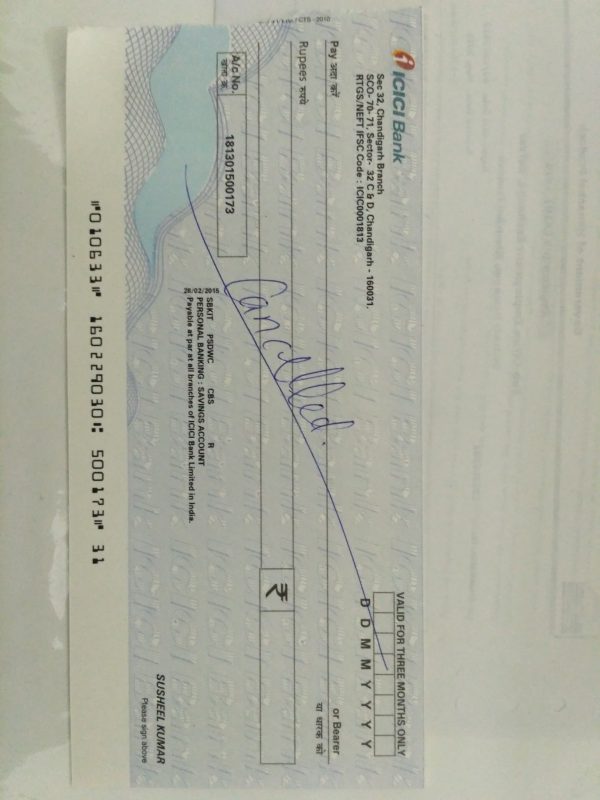 ICICI Bank
Sec 32, Chandigarh Branch
SCO- 70- 71, Sector- 32 C & D, Chandigarh - 160031.
RTGS/NEFT IFSC Code : ICIC0001813
VALID FOR THREE MONTHS ONLY
D D M M Y Y Y Y
Pay अदा करें
or Bearer
या धारक को
Rupees रुपये
₹
A/c No.
खाता क्र.
181301500173
Cancelled.
26/02/2015
SBKIT PSDWC CBS R
PERSONAL BANKING : SAVINGS ACCOUNT
Payable at par at all branches of ICICI Bank Limited in India.
SUSHEEL KUMAR
Please sign above
⑈010633⑈ 160229030⑆ 500173⑈ 31
/ CTS - 2010